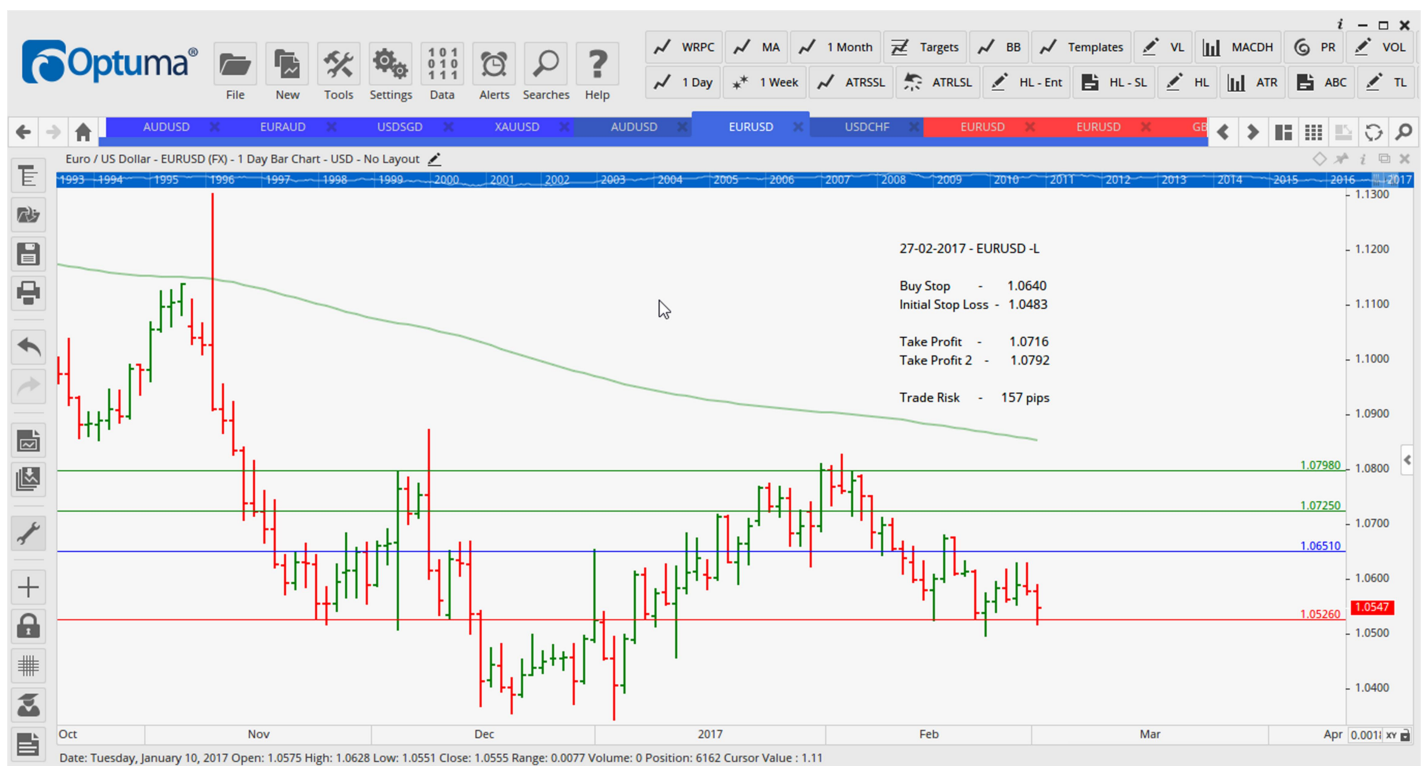 i
Optuma®
File
New
Tools
Settings
Data
Alerts
Searches
Help
101
010
111
WRPC MA 1 Month Targets BB Templates VL MACDH PR VOL
1 Day 1 Week ATRSSL ATRLSL HL - Ent HL - SL HL ATR ABC TL
AUDUSD EURAUD USDSGD XAUUSD AUDUSD EURUSD USDCHF EURUSD EURUSD
Euro / US Dollar - EURUSD (FX) - 1 Day Bar Chart - USD - No Layout
1993 1994 1995 1996 1997 1998 1999 2000 2001 2002 2003 2004 2005 2006 2007 2008 2009 2010 2011 2012 2013 2014 2015 2016 2017
1.1300
27-02-2017 - EURUSD -L
1.1200
Buy Stop - 1.0640
Initial Stop Loss - 1.0483
1.1100
Take Profit - 1.0716
Take Profit 2 - 1.0792
1.1000
Trade Risk - 157 pips
1.0900
1.07980
1.0800
1.07250
1.0700
1.06510
1.0600
1.0547
1.05260
1.0500
1.0400
Oct Nov Dec 2017 Feb Mar Apr XY
Date: Tuesday, January 10, 2017 Open: 1.0575 High: 1.0628 Low: 1.0551 Close: 1.0555 Range: 0.0077 Volume: 0 Position: 6162 Cursor Value : 1.11